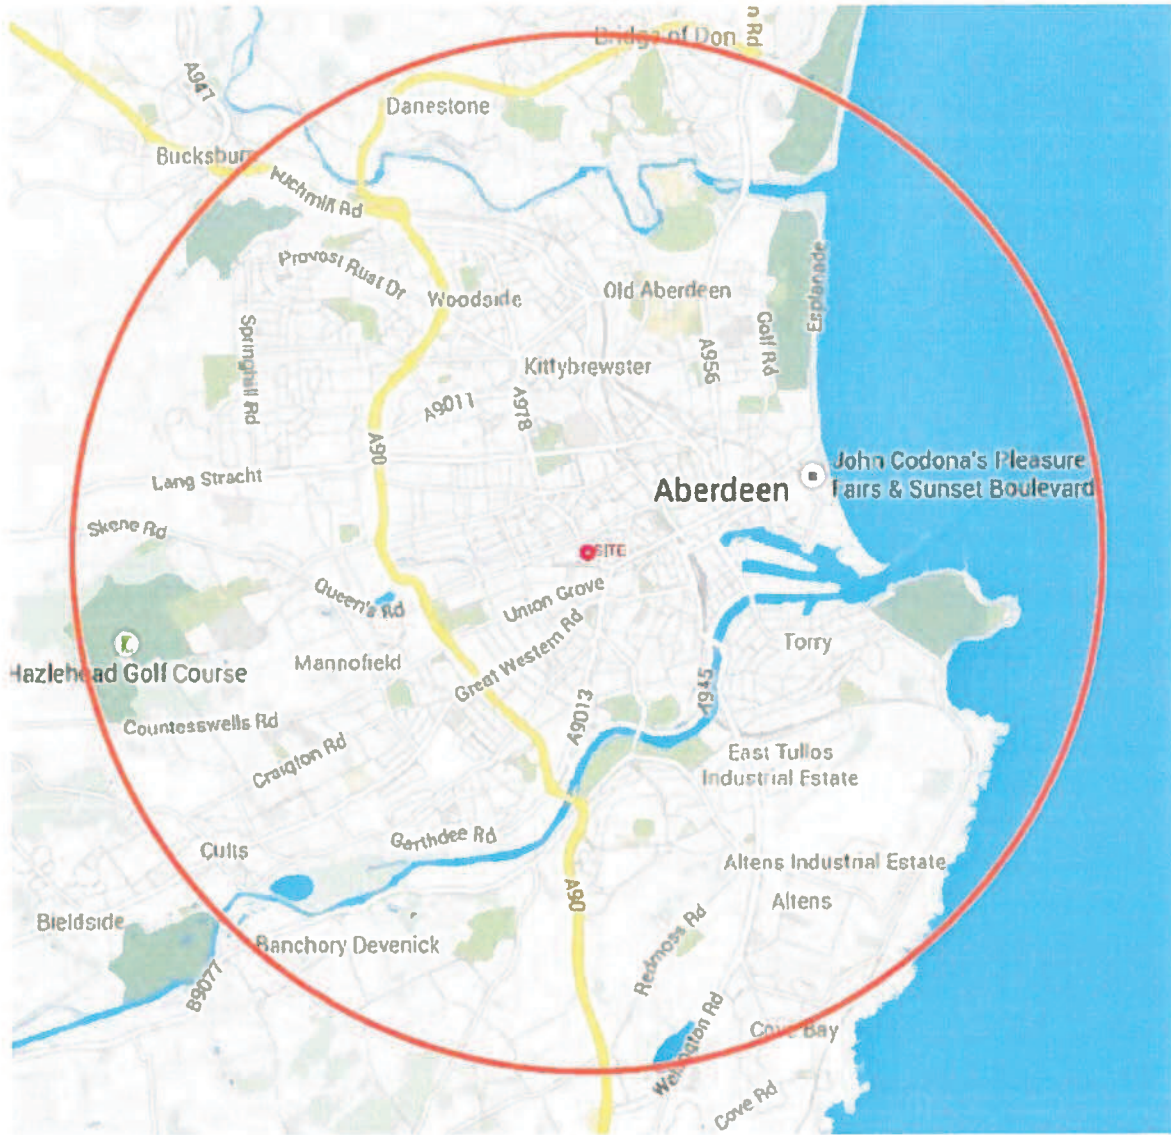 Rd
Bridge of Don
A947
Danestone
Bucksburn
Auchmill Rd
Provost Rust Dr
Woodside
Old Aberdeen
Esplanade
Springhill Rd
Golf Rd
A956
Kittybrewster
A9011
A978
A90
Lang Stracht
John Codona's Pleasure
Fairs & Sunset Boulevard
Aberdeen
Skene Rd
SITE
Queen's Rd
Union Grove
Great Western Rd
Torry
Mannofield
Hazlehead Golf Course
A945
A9013
Countesswells Rd
Craigton Rd
East Tullos
Industrial Estate
Garthdee Rd
Cults
Altens Industrial Estate
A90
Altens
Bieldside
Redmoss Rd
Banchory Devenick
B9077
Cove Bay
Wellington Rd
Cove Rd